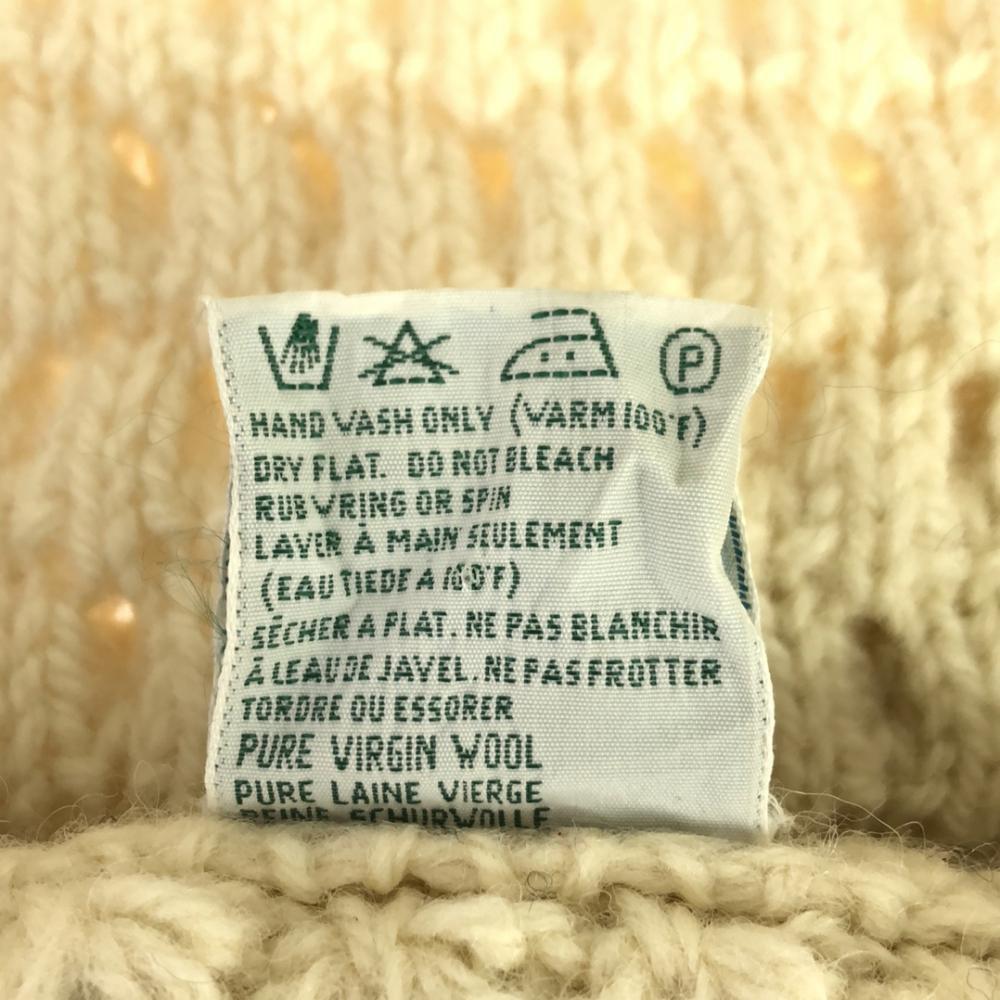 P
HAND WASH ONLY (WARM 100°F)
DRY FLAT. DO NOT BLEACH
RUB WRING OR SPIN
LAVER À MAIN SEULEMENT
(EAU TIEDE A 100°F)
SÉCHER A PLAT. NE PAS BLANCHIR
À LEAU DE JAVEL. NE PAS FROTTER
TORDRE OU ESSORER
PURE VIRGIN WOOL
PURE LAINE VIERGE
REINE SCHURWOLLE